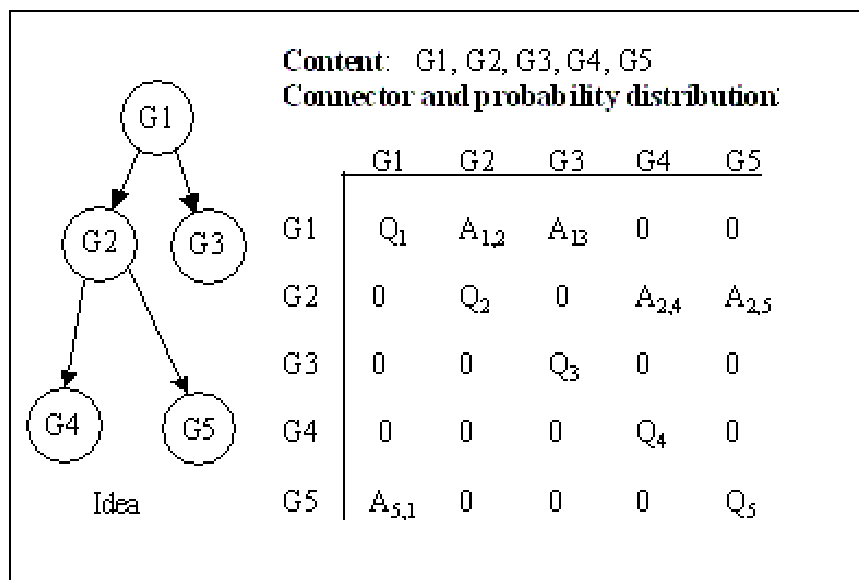 Content: G1, G2, G3, G4, G5
Connector and probability distribution:
G1
G2 G3
G4 G5
Idea
G1 G2 G3 G4 G5
G1 Q1 A1,2 A13 0 0
G2 0 Q2 0 A2,4 A2,5
G3 0 0 Q3 0 0
G4 0 0 0 Q4 0
G5 A5,1 0 0 0 Q5